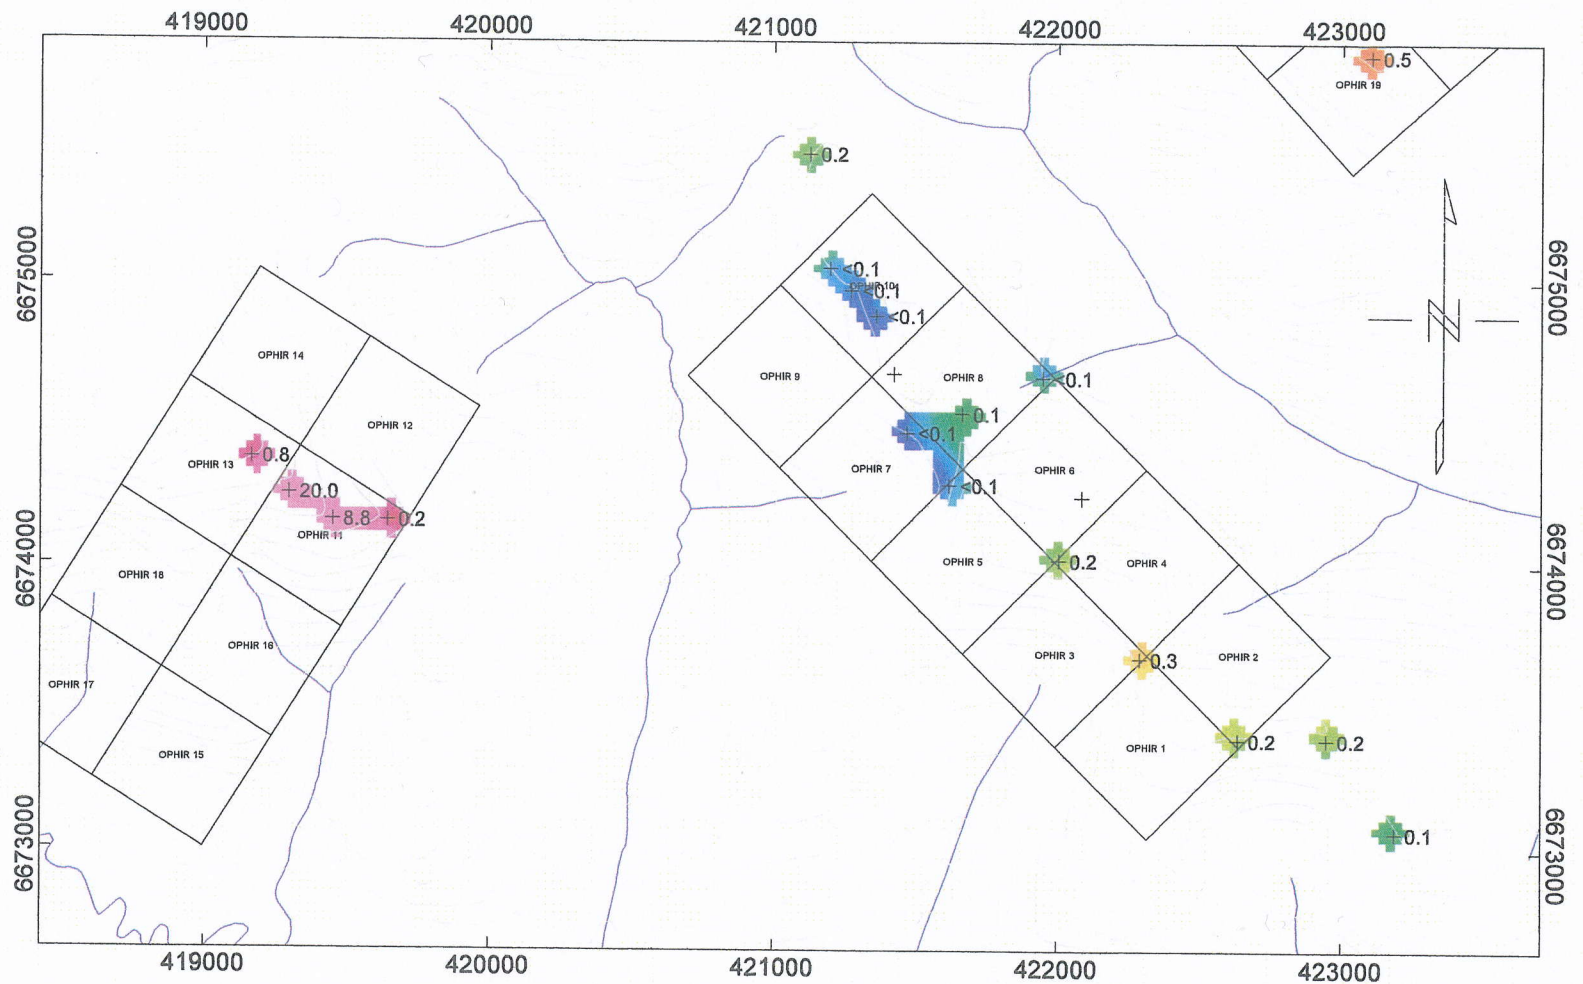 419000 420000 421000 422000 423000
0.5
OPHIR 19
0.2
6675000
6675000
<0.1
OPHIR 10
<0.1
<0.1
OPHIR 14
OPHIR 9
OPHIR 8
<0.1
OPHIR 12
0.1
<0.1
0.8
OPHIR 13
OPHIR 7
OPHIR 6
20.0
<0.1
8.8
0.2
OPHIR 11
N
6674000
6674000
OPHIR 18
OPHIR 5
0.2
OPHIR 4
OPHIR 16
OPHIR 3
0.3
OPHIR 2
OPHIR 17
OPHIR 15
OPHIR 1
0.2
0.2
6673000
6673000
0.1
419000 420000 421000 422000 423000